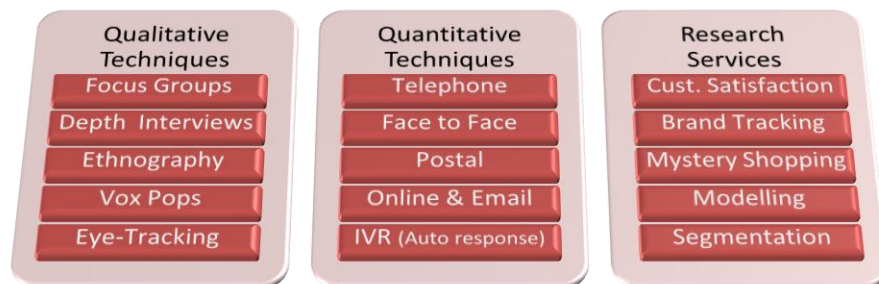 Qualitative
Techniques
Focus Groups
Depth Interviews
Ethnography
Vox Pops
Eye-Tracking
Quantitative
Techniques
Telephone
Face to Face
Postal
Online & Email
IVR (Auto response)
Research
Services
Cust. Satisfaction
Brand Tracking
Mystery Shopping
Modelling
Segmentation